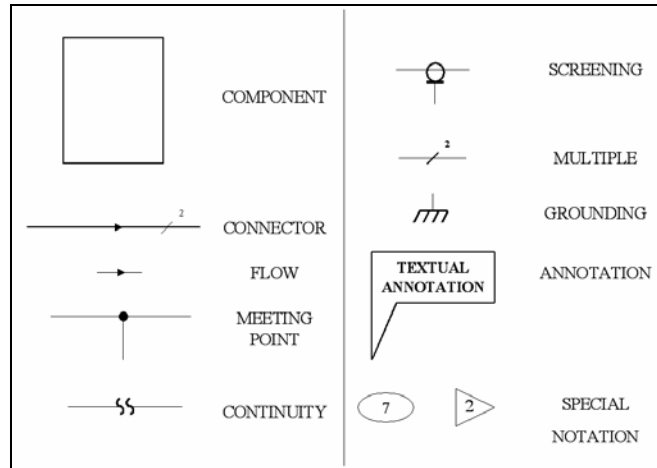 COMPONENT
2
CONNECTOR
FLOW
MEETING
POINT
CONTINUITY
SCREENING
2
MULTIPLE
GROUNDING
TEXTUAL
ANNOTATION
ANNOTATION
7
2
SPECIAL
NOTATION